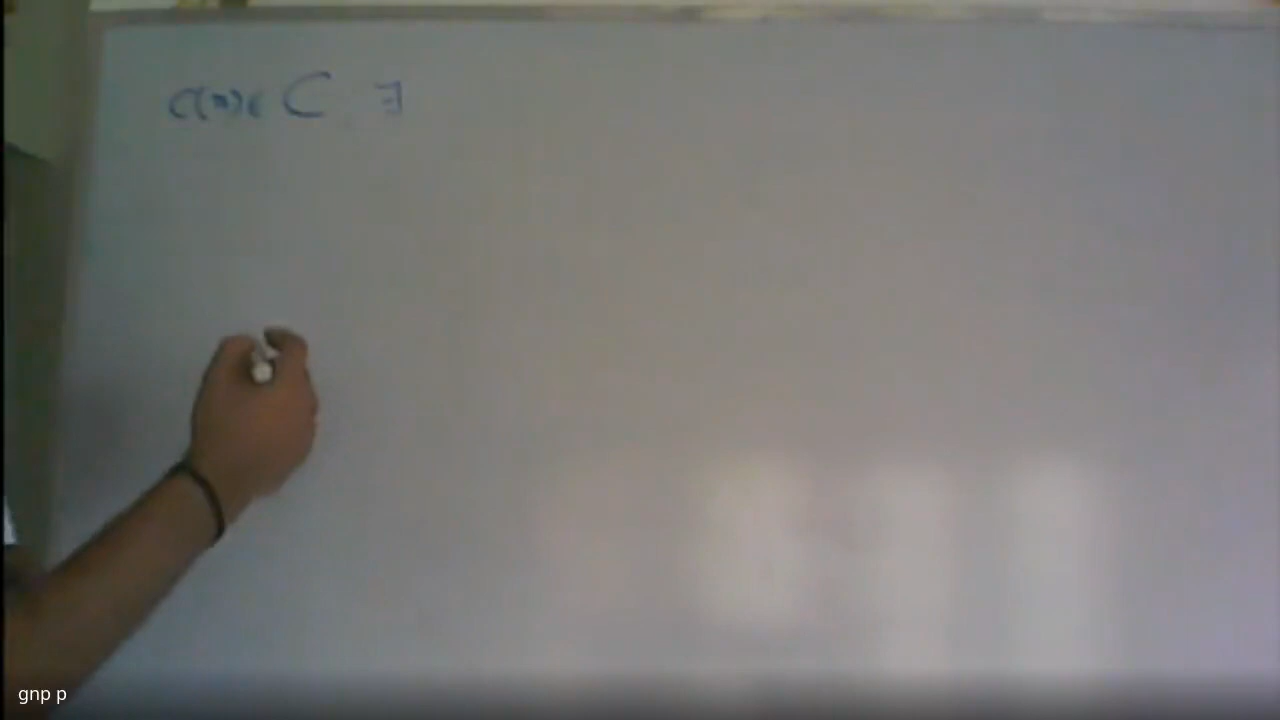 C(x) ∈ C ∃
gnp p